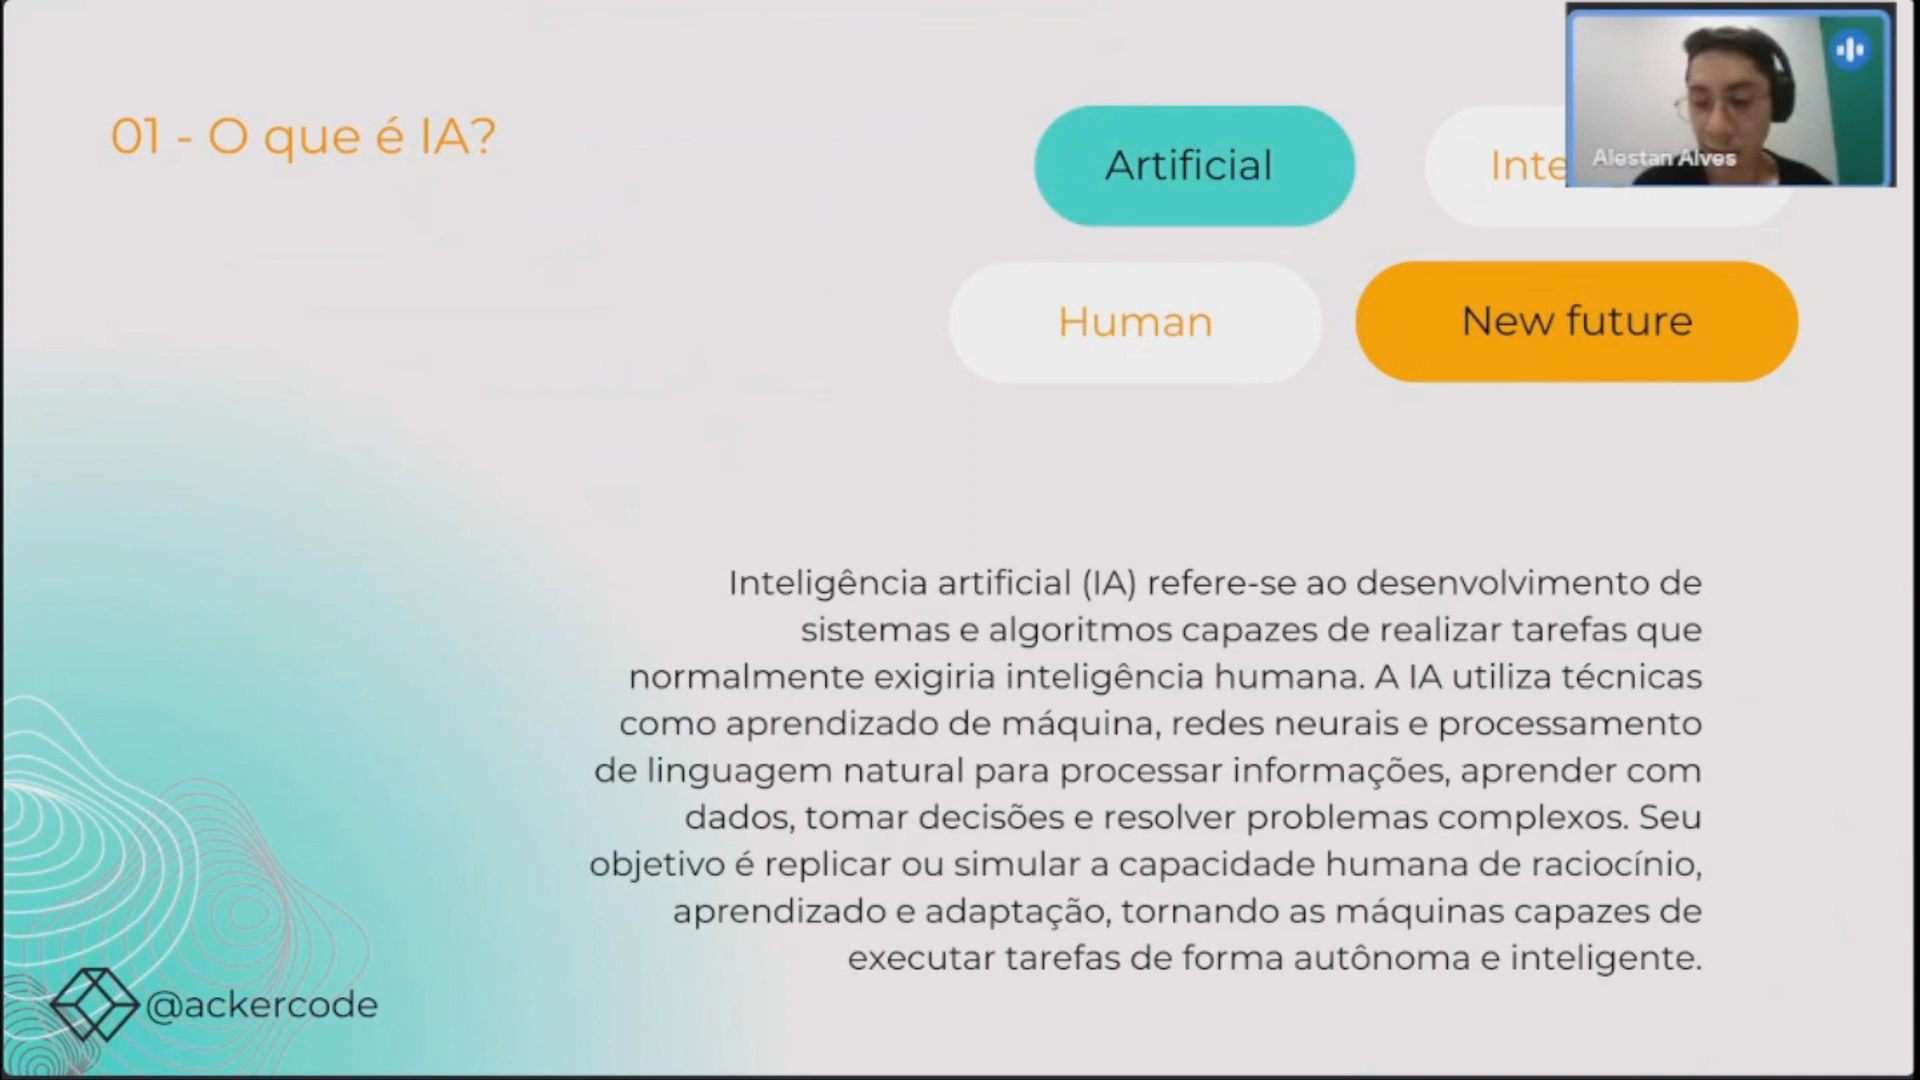 01 - O que é IA?
Artificial
Alestan Alves
Human
New future
Inteligência artificial (IA) refere-se ao desenvolvimento de
sistemas e algoritmos capazes de realizar tarefas que
normalmente exigiria inteligência humana. A IA utiliza técnicas
como aprendizado de máquina, redes neurais e processamento
de linguagem natural para processar informações, aprender com
dados, tomar decisões e resolver problemas complexos. Seu
objetivo é replicar ou simular a capacidade humana de raciocínio,
aprendizado e adaptação, tornando as máquinas capazes de
executar tarefas de forma autônoma e inteligente.
@ackercode